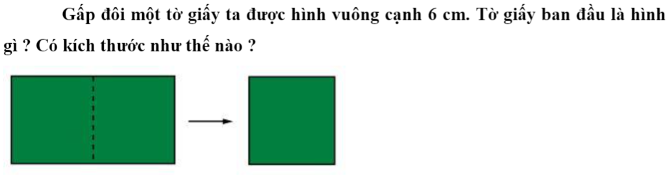 Gấp đôi một tờ giấy ta được hình vuông cạnh 6 cm. Tờ giấy ban đầu là hình
gì ? Có kích thước như thế nào ?